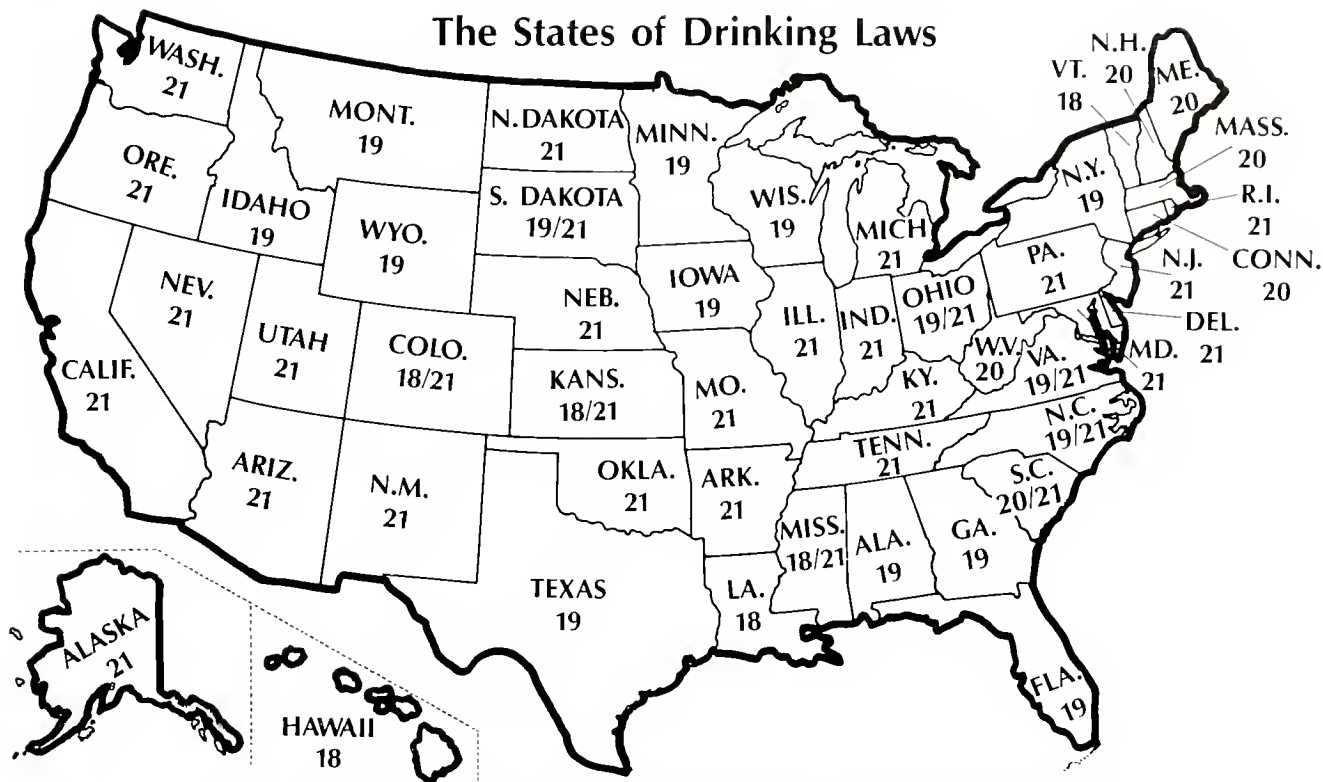 The States of Drinking Laws
WASH.
21
MONT.
19
N.DAKOTA
21
MINN.
19
VT.
18
N.H.
20
ME.
20
MASS.
20
ORE.
21
IDAHO
19
WYO.
19
S. DAKOTA
19/21
WIS.
19
MICH
21
N.Y.
19
R.I.
21
CONN.
20
NEV.
21
UTAH
21
COLO.
18/21
NEB.
21
IOWA
19
ILL.
21
IND.
21
OHIO
19/21
PA.
21
N.J.
21
DEL.
21
MD.
21
CALIF.
21
KANS.
18/21
MO.
21
KY.
21
W.V.
20
VA.
19/21
N.C.
19/21
ARIZ.
21
N.M.
21
OKLA.
21
ARK.
21
TENN.
21
S.C.
20/21
TEXAS
19
LA.
18
MISS.
18/21
ALA.
19
GA.
19
FLA.
19
ALASKA
21
HAWAII
18